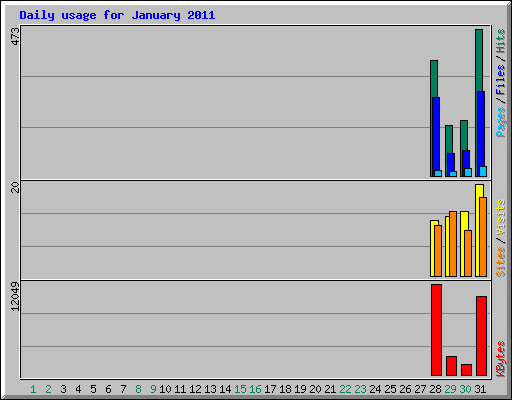 Daily usage for January 2011
473
Pages / Files / Hits
20
Sites / Visits
12049
KBytes
1 2 3 4 5 6 7 8 9 10 11 12 13 14 15 16 17 18 19 20 21 22 23 24 25 26 27 28 29 30 31